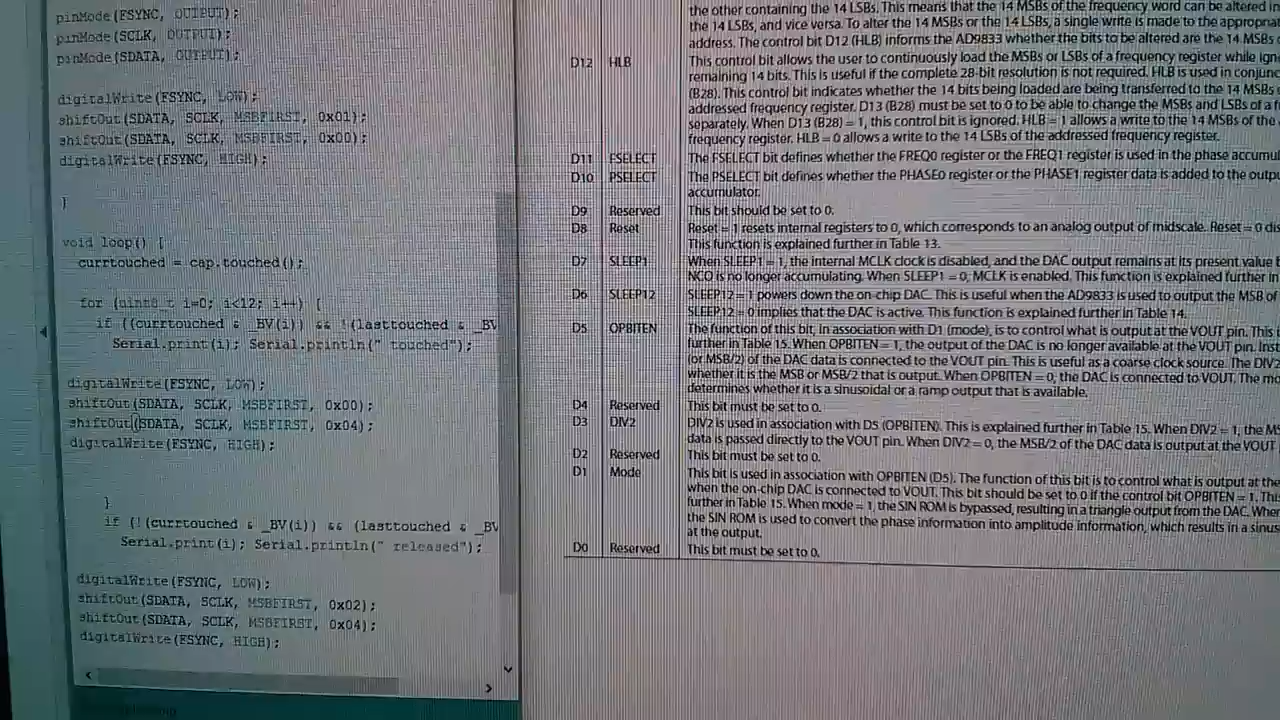 pinMode(FSYNC, OUTPUT);
pinMode(SCLK, OUTPUT);
pinMode(SDATA, OUTPUT);
digitalWrite(FSYNC, LOW);
shiftOut(SDATA, SCLK, MSBFIRST, 0x01);
shiftOut(SDATA, SCLK, MSBFIRST, 0x00);
digitalWrite(FSYNC, HIGH);
}
void loop() {
currtouched = cap.touched();
for (uint8_t i=0; i<12; i++) {
if ((currtouched & _BV(i)) && !(lasttouched & _BV
Serial.print(i); Serial.println(" touched");
digitalWrite(FSYNC, LOW);
shiftOut(SDATA, SCLK, MSBFIRST, 0x00);
shiftOut(SDATA, SCLK, MSBFIRST, 0x04);
digitalWrite(FSYNC, HIGH);
}
if (!(currtouched & _BV(i)) && (lasttouched & _BV
Serial.print(i); Serial.println(" released");
digitalWrite(FSYNC, LOW);
shiftOut(SDATA, SCLK, MSBFIRST, 0x02);
shiftOut(SDATA, SCLK, MSBFIRST, 0x04);
digitalWrite(FSYNC, HIGH);
the other containing the 14 LSBs. This means that the 14 MSBs of the frequency word can be altered in
the 14 LSBs, and vice versa. To alter the 14 MSBs or the 14 LSBs, a single write is made to the
address. The control bit D12 (HLB) informs the AD9833 whether the bits to be altered are the 14 MSBs
D12 HLB This control bit allows the user to continuously load the MSBs or LSBs of a frequency register while
remaining 14 bits. This is useful if the complete 28-bit resolution is not required. HLB is used in
(B28). This control bit indicates whether the 14 bits being loaded are being transferred to the 14 MSBs
addressed frequency register. D13 (B28) must be set to 0 to be able to change the MSBs and LSBs of a
separately. When D13 (B28) = 1, this control bit is ignored. HLB = 1 allows a write to the 14 MSBs of the
frequency register. HLB = 0 allows a write to the 14 LSBs of the addressed frequency register.
D11 FSELECT The FSELECT bit defines whether the FREQ0 register or the FREQ1 register is used in the phase
D10 PSELECT The PSELECT bit defines whether the PHASE0 register or the PHASE1 register data is added to the
accumulator.
D9 Reserved This bit should be set to 0.
D8 Reset Reset = 1 resets internal registers to 0, which corresponds to an analog output of midscale. Reset = 0
This function is explained further in Table 13.
D7 SLEEP1 When SLEEP1 = 1, the internal MCLK clock is disabled, and the DAC output remains at its present value
NCO is no longer accumulating. When SLEEP1 = 0, MCLK is enabled. This function is explained further in
D6 SLEEP12 SLEEP12 = 1 powers down the on-chip DAC. This is useful when the AD9833 is used to output the MSB of
SLEEP12 = 0 implies that the DAC is active. This function is explained further in Table 14.
D5 OPBITEN The function of this bit, in association with D1 (mode), is to control what is output at the VOUT pin. This
further in Table 15. When OPBITEN = 1, the output of the DAC is no longer available at the VOUT pin.
(or MSB/2) of the DAC data is connected to the VOUT pin. This is useful as a coarse clock source. The DIV2
whether it is the MSB or MSB/2 that is output. When OPBITEN = 0, the DAC is connected to VOUT. The
determines whether it is a sinusoidal or a ramp output that is available.
D4 Reserved This bit must be set to 0.
D3 DIV2 DIV2 is used in association with D5 (OPBITEN). This is explained further in Table 15. When DIV2 = 1, the
data is passed directly to the VOUT pin. When DIV2 = 0, the MSB/2 of the DAC data is output at the VOUT
D2 Reserved This bit must be set to 0.
D1 Mode This bit is used in association with OPBITEN (D5). The function of this bit is to control what is output at the
when the on-chip DAC is connected to VOUT. This bit should be set to 0 if the control bit OPBITEN = 1.
further in Table 15. When mode = 1, the SIN ROM is bypassed, resulting in a triangle output from the DAC.
the SIN ROM is used to convert the phase information into amplitude information, which results in a
at the output.
D0 Reserved This bit must be set to 0.